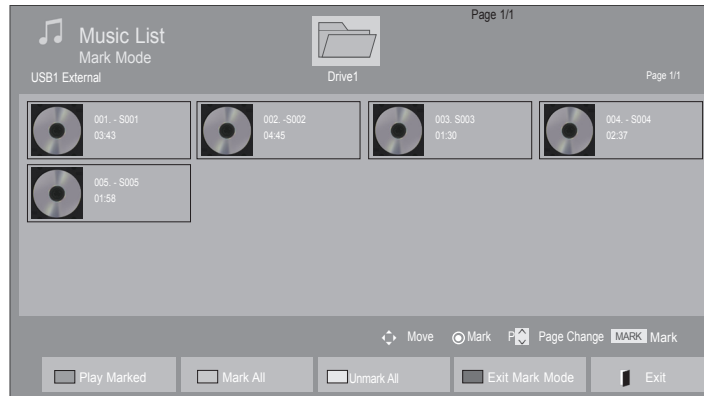 Page 1/1
Music List
Mark Mode
USB1 External
Drive1
Page 1/1
001. - S001
03:43
002. -S002
04:45
003. S003
01:30
004. - S004
02:37
005. - S005
01:58
Move Mark P Page Change MARK Mark
Play Marked Mark All Unmark All Exit Mark Mode Exit